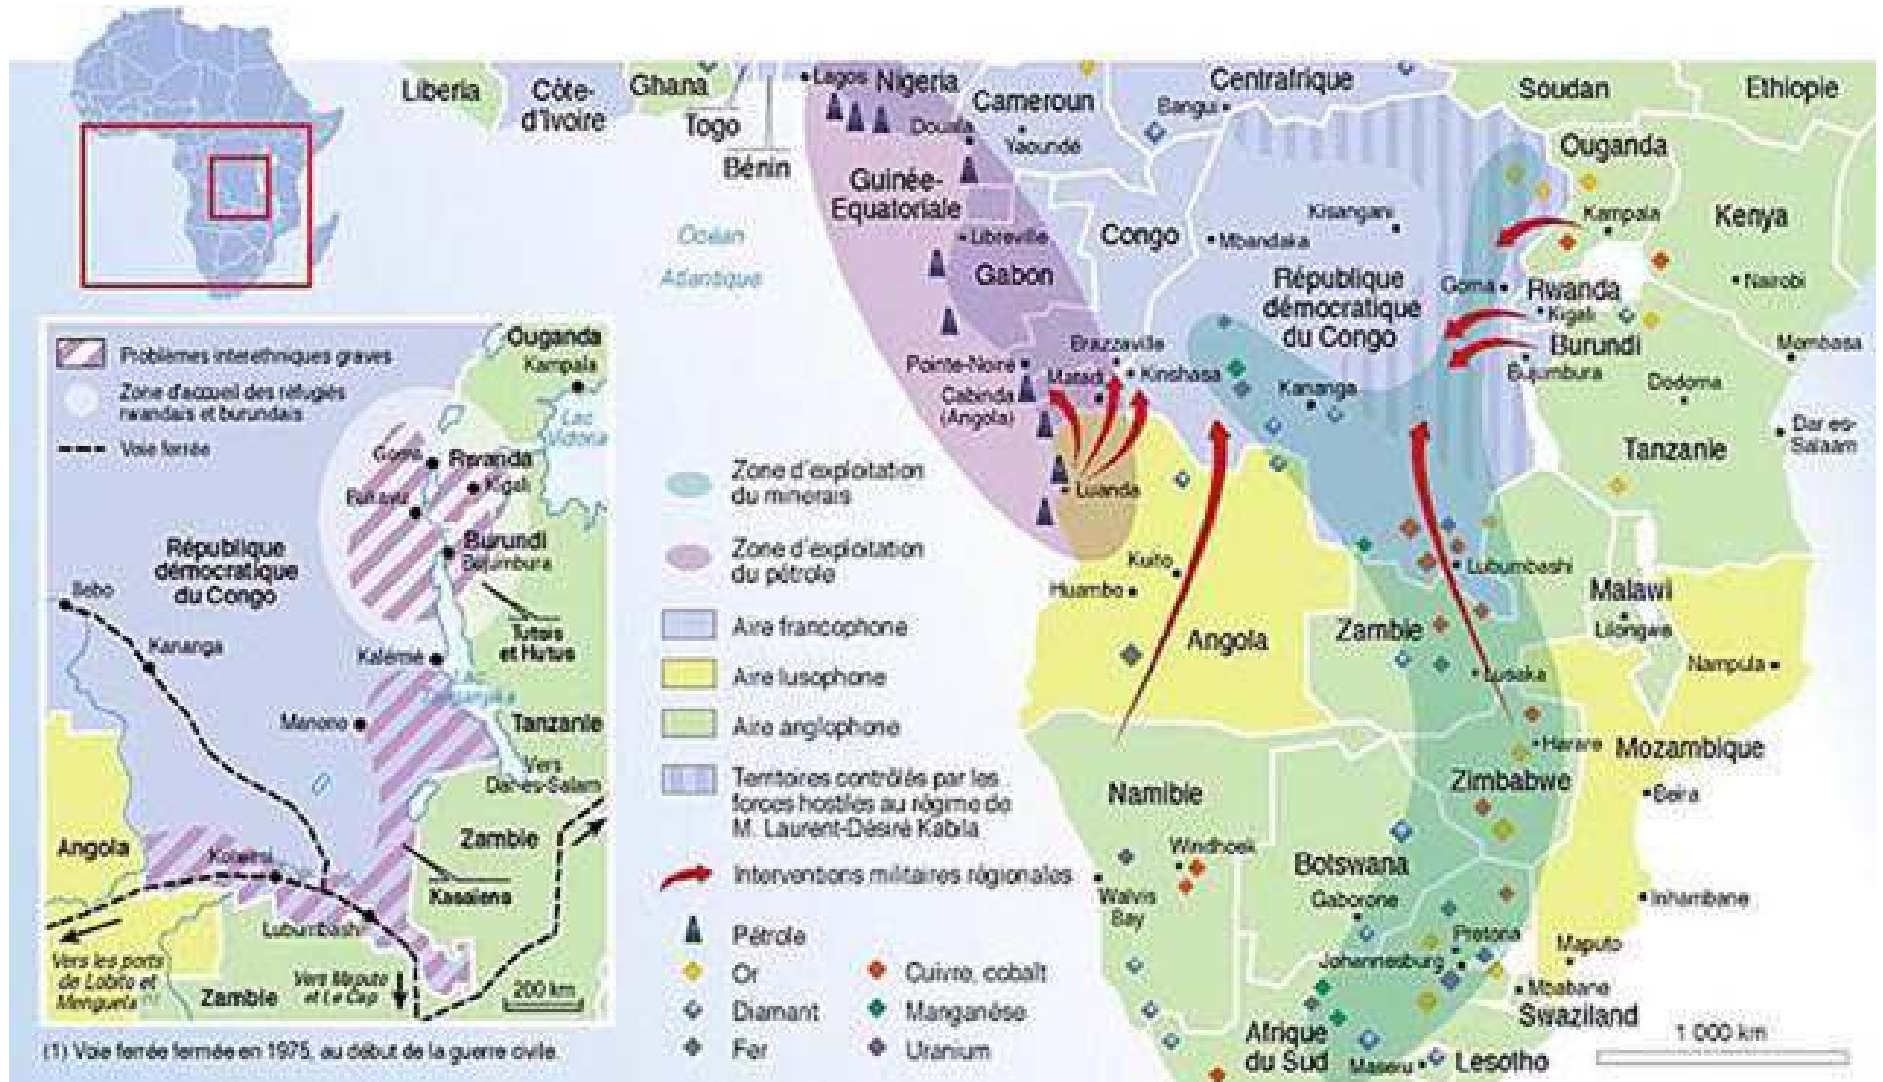 Liberia
Côte-
d'Ivoire
Ghana
Togo
Bénin
Lagos
Nigeria
Cameroun
Douala
Yaoundé
Centrafrique
Bangui
Soudan
Ethiopie
Guinée-
Equatoriale
Libreville
Gabon
Congo
Mbandaka
Kisangani
République
démocratique
du Congo
Ouganda
Kampala
Kenya
Nairobi
Goma
Rwanda
Kigali
Burundi
Bujumbura
Mombasa
Dodoma
Dar es-
Salaam
Tanzanie
Océan
Atlantique
Pointe-Noire
Brazzaville
Kinshasa
Matadi
Cabinda
(Angola)
Kananga
Luanda
Kuito
Huambo
Angola
Lubumbashi
Zambie
Lusaka
Malawi
Lilongwe
Nampula
Harare
Mozambique
Zimbabwe
Beira
Namibie
Windhoek
Walvis
Bay
Botswana
Gaborone
Inhambane
Pretoria
Johannesburg
Maputo
Mbabane
Swaziland
Afrique
du Sud
Maseru
Lesotho
1 000 km
Problèmes interethniques graves
Zone d'accueil des réfugiés
rwandais et burundais
Voie ferrée
Ouganda
Kampala
Lac
Victoria
Goma
Rwanda
Kigali
Bukavu
Burundi
Bujumbura
République
démocratique
du Congo
Tutsis
et Hutus
Kananga
Kalémié
Lac
Tanganyika
Manono
Tanzanie
Vers
Dar-es-Salam
Angola
Kolwezi
Zambie
Kasaïens
Lubumbashi
Vers les ports
de Lobito et
Menguela
Zambie
Vers Maputo
et Le Cap
200 km
(1) Voie ferrée fermée en 1975, au début de la guerre civile.
Zone d'exploitation
du minerais
Zone d'exploitation
du pétrole
Aire francophone
Aire lusophone
Aire anglophone
Territoires contrôlés par les
forces hostiles au régime de
M. Laurent-Désiré Kabila
Interventions militaires régionales
Pétrole
Or
Diamant
Fer
Cuivre, cobalt
Manganèse
Uranium